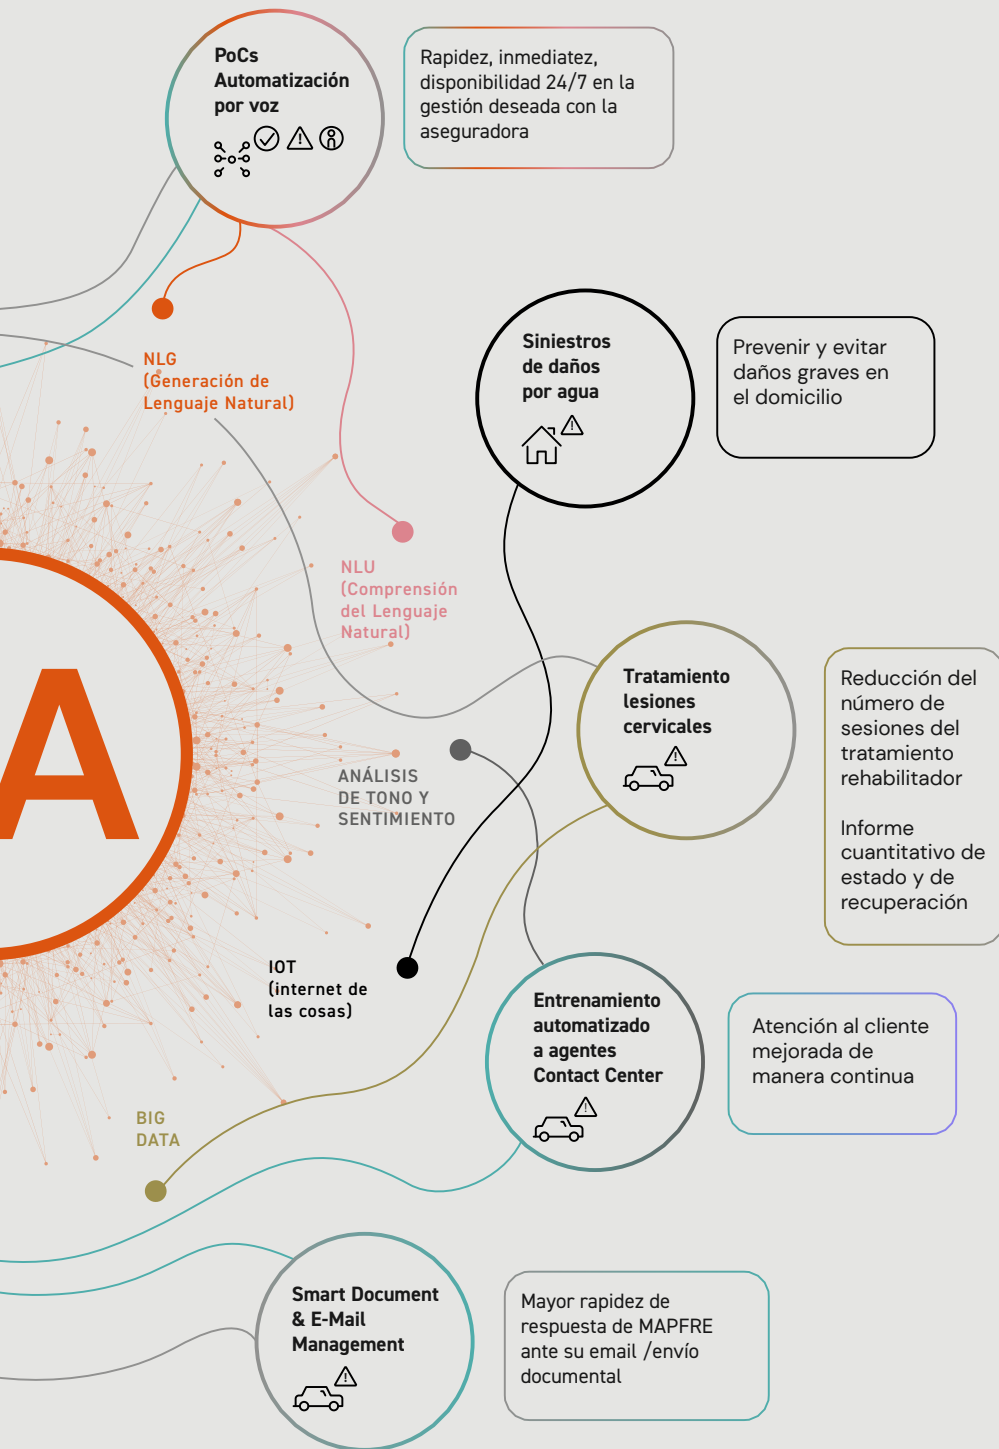 PoCs
Automatización
por voz
Rapidez, inmediatez,
disponibilidad 24/7 en la
gestión deseada con la
aseguradora
NLG
(Generación de
Lenguaje Natural)
Siniestros
de daños
por agua
Prevenir y evitar
daños graves en
el domicilio
NLU
(Comprensión
del Lenguaje
Natural)
Tratamiento
lesiones
cervicales
Reducción del
número de
sesiones del
tratamiento
rehabilitador
Informe
cuantitativo de
estado y de
recuperación
A
ANÁLISIS
DE TONO Y
SENTIMIENTO
IOT
(internet de
las cosas)
Entrenamiento
automatizado
a agentes
Contact Center
Atención al cliente
mejorada de
manera continua
BIG
DATA
Smart Document
& E-Mail
Management
Mayor rapidez de
respuesta de MAPFRE
ante su email /envío
documental